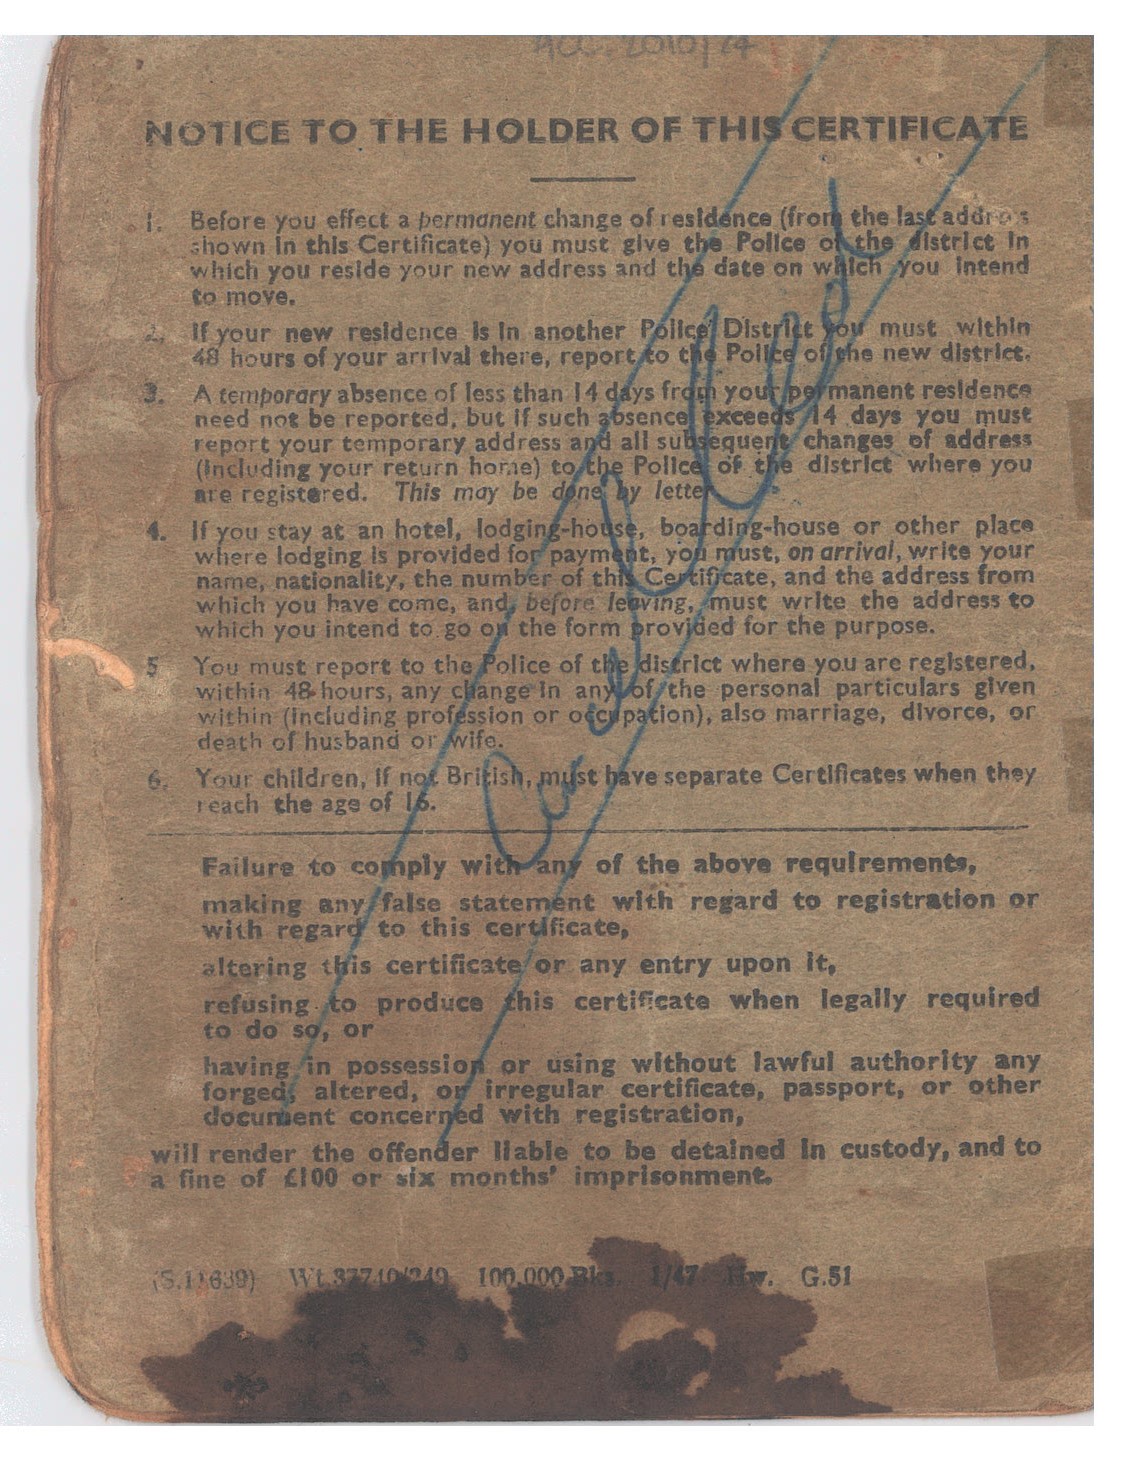 ACC. 2010/24
NOTICE TO THE HOLDER OF THIS CERTIFICATE
1. Before you effect a permanent change of residence (from the last address
shown in this Certificate) you must give the Police of the district in
which you reside your new address and the date on which you intend
to move.
2. If your new residence is in another Police District you must within
48 hours of your arrival there, report to the Police of the new district.
3. A temporary absence of less than 14 days from your permanent residence
need not be reported, but if such absence exceeds 14 days you must
report your temporary address and all subsequent changes of address
(including your return home) to the Police of the district where you
are registered. This may be done by letter
4. If you stay at an hotel, lodging-house, boarding-house or other place
where lodging is provided for payment, you must, on arrival, write your
name, nationality, the number of this Certificate, and the address from
which you have come, and, before leaving, must write the address to
which you intend to go on the form provided for the purpose.
5 You must report to the Police of the district where you are registered,
within 48 hours, any change in any of the personal particulars given
within (including profession or occupation), also marriage, divorce, or
death of husband or wife.
6. Your children, if not British, must have separate Certificates when they
reach the age of 16.
Cancelled
Failure to comply with any of the above requirements,
making any false statement with regard to registration or
with regard to this certificate,
altering this certificate or any entry upon it,
refusing to produce this certificate when legally required
to do so, or
having in possession or using without lawful authority any
forged, altered, or irregular certificate, passport, or other
document concerned with registration,
will render the offender liable to be detained in custody, and to
a fine of £100 or six months' imprisonment.
(S.11639) Wt.37740/249 100,000 Bks. 1/47 Hw. G.51